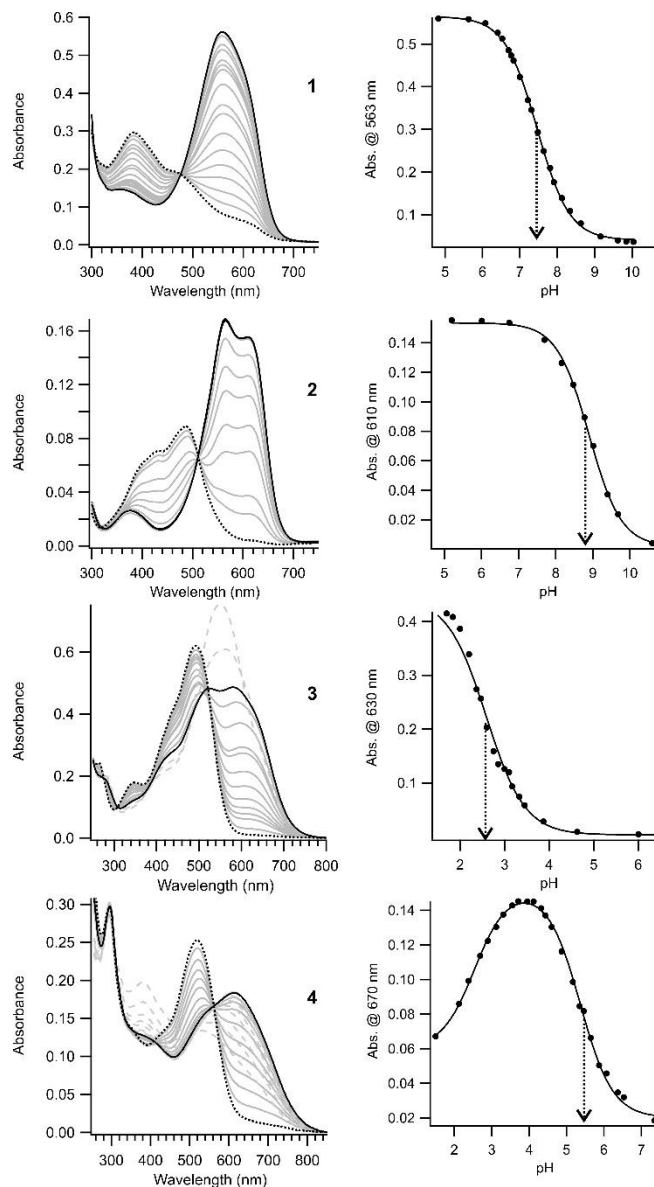 0.6
0.5
0.4
0.3
0.2
0.1
0.0
Absorbance
1
300 400 500 600 700
Wavelength (nm)
0.5
0.4
0.3
0.2
0.1
Abs. @ 563 nm
5 6 7 8 9 10
pH
0.16
0.12
0.08
0.04
0.00
Absorbance
2
300 400 500 600 700
Wavelength (nm)
0.14
0.12
0.10
0.08
0.06
0.04
0.02
Abs. @ 610 nm
5 6 7 8 9 10
pH
0.6
0.4
0.2
0.0
Absorbance
3
300 400 500 600 700 800
Wavelength (nm)
0.4
0.3
0.2
0.1
Abs. @ 630 nm
2 3 4 5 6
pH
0.30
0.25
0.20
0.15
0.10
0.05
0.00
Absorbance
4
300 400 500 600 700 800
Wavelength (nm)
0.14
0.12
0.10
0.08
0.06
0.04
0.02
Abs. @ 670 nm
2 3 4 5 6 7
pH